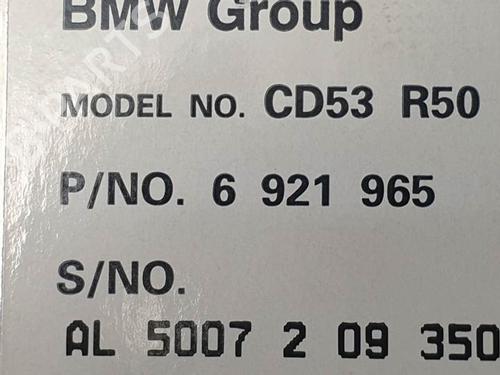 BMW Group
MODEL NO. CD53 R50
P/NO. 6 921 965
S/NO.
AL 5007 2 09 350